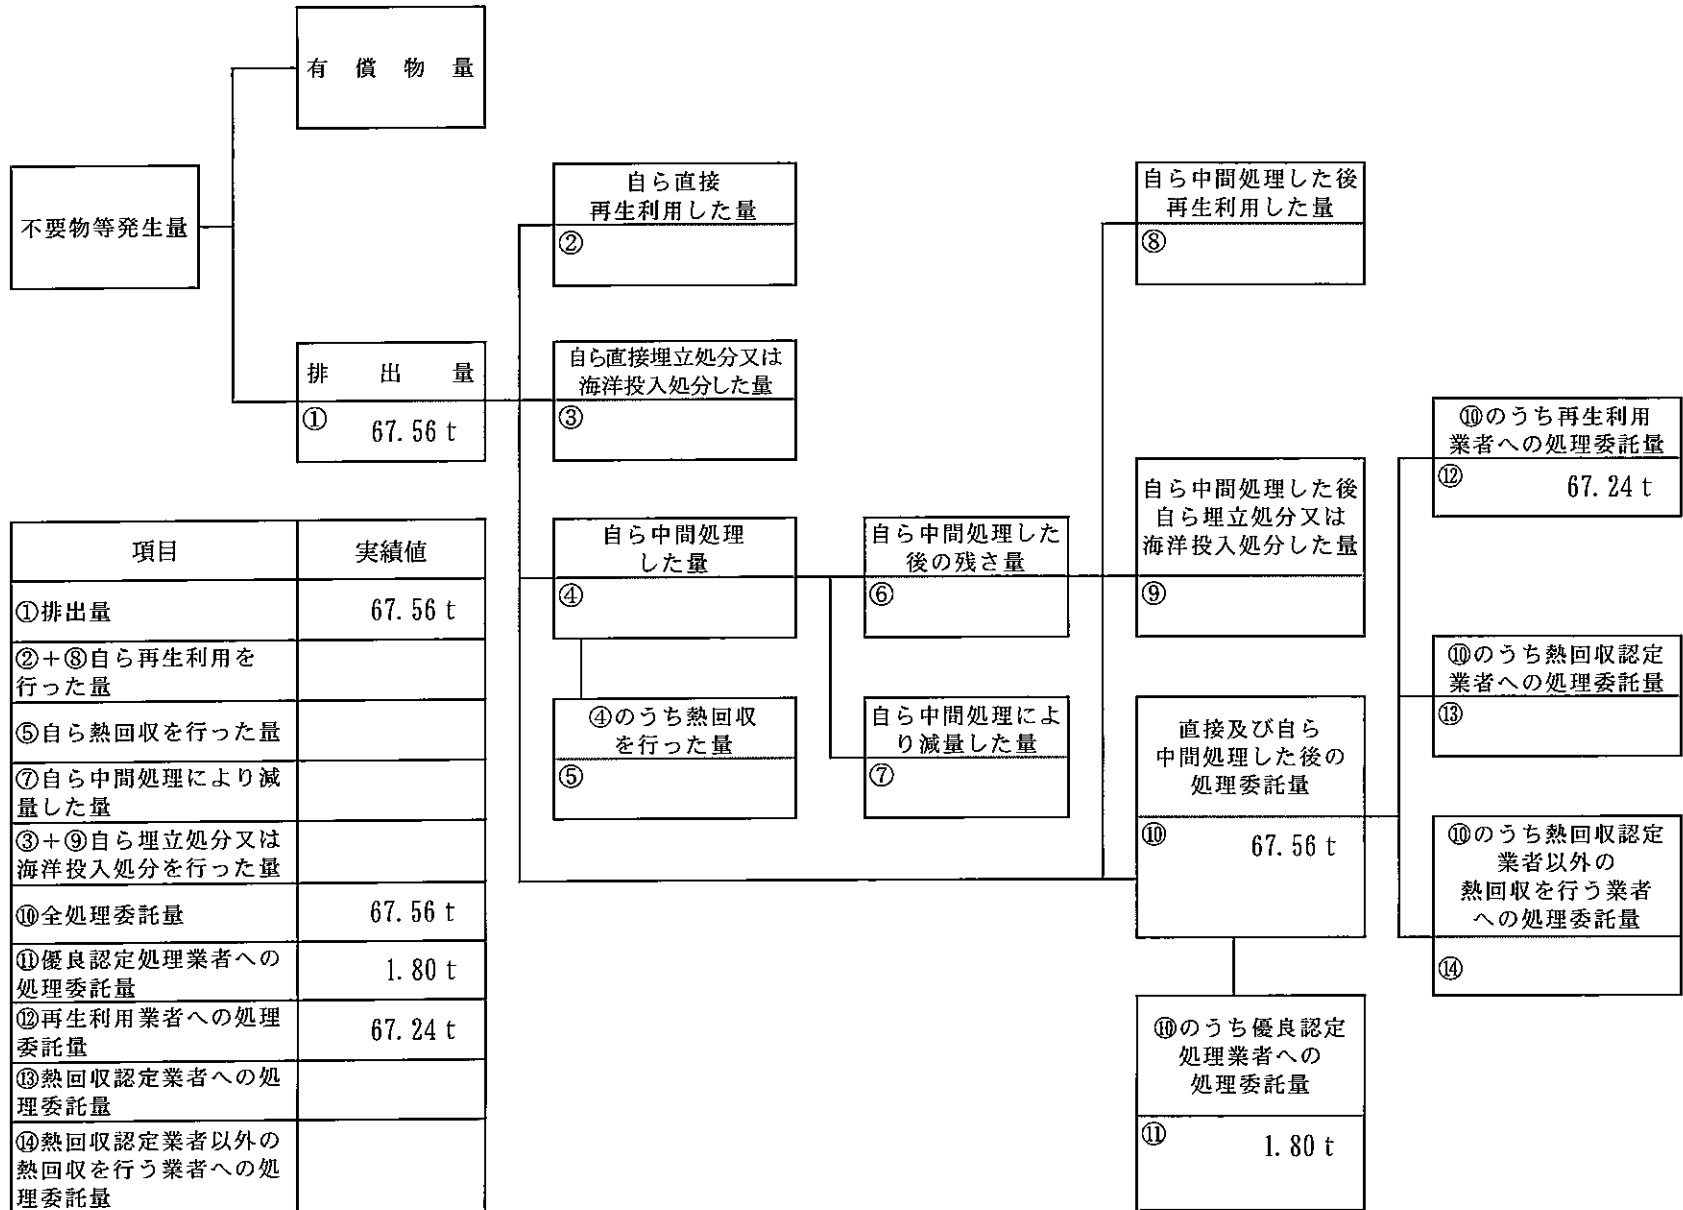 有償物量
不要物等発生量
排出量
① 67.56 t
自ら直接
再生利用した量
②
自ら直接埋立処分又は
海洋投入処分した量
③
自ら中間処理
した量
④
④のうち熱回収
を行った量
⑤
自ら中間処理した
後の残さ量
⑥
自ら中間処理によ
り減量した量
⑦
自ら中間処理した後
再生利用した量
⑧
自ら中間処理した後
自ら埋立処分又は
海洋投入処分した量
⑨
直接及び自ら
中間処理した後の
処理委託量
⑩ 67.56 t
⑩のうち優良認定
処理業者への
処理委託量
⑪ 1.80 t
⑩のうち再生利用
業者への処理委託量
⑫ 67.24 t
⑩のうち熱回収認定
業者への処理委託量
⑬
⑩のうち熱回収認定
業者以外の
熱回収を行う業者
への処理委託量
⑭
項目 実績値
①排出量 67.56 t
②+⑧自ら再生利用を
行った量
⑤自ら熱回収を行った量
⑦自ら中間処理により減
量した量
③+⑨自ら埋立処分又は
海洋投入処分を行った量
⑩全処理委託量 67.56 t
⑪優良認定処理業者への
処理委託量 1.80 t
⑫再生利用業者への処理
委託量 67.24 t
⑬熱回収認定業者への処
理委託量
⑭熱回収認定業者以外の
熱回収を行う業者への処
理委託量